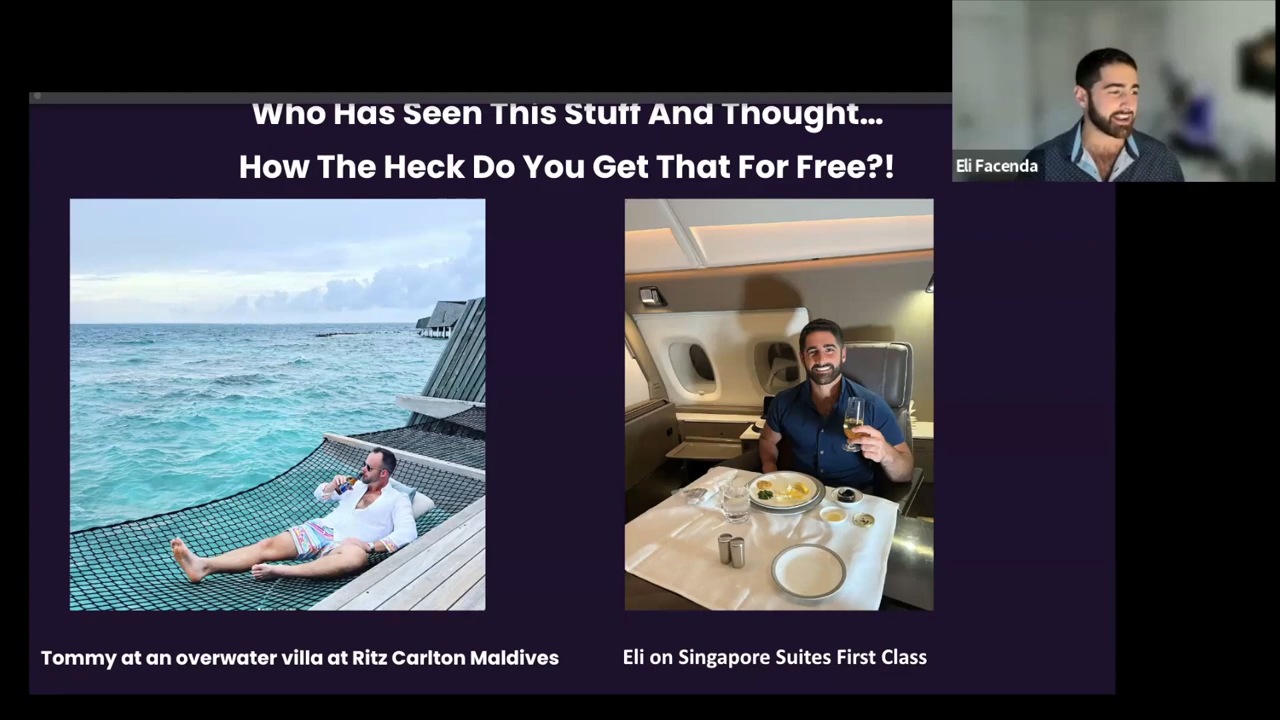 Who Has Seen This Stuff And Thought...
How The Heck Do You Get That For Free?!
Eli Facenda
Tommy at an overwater villa at Ritz Carlton Maldives
Eli on Singapore Suites First Class